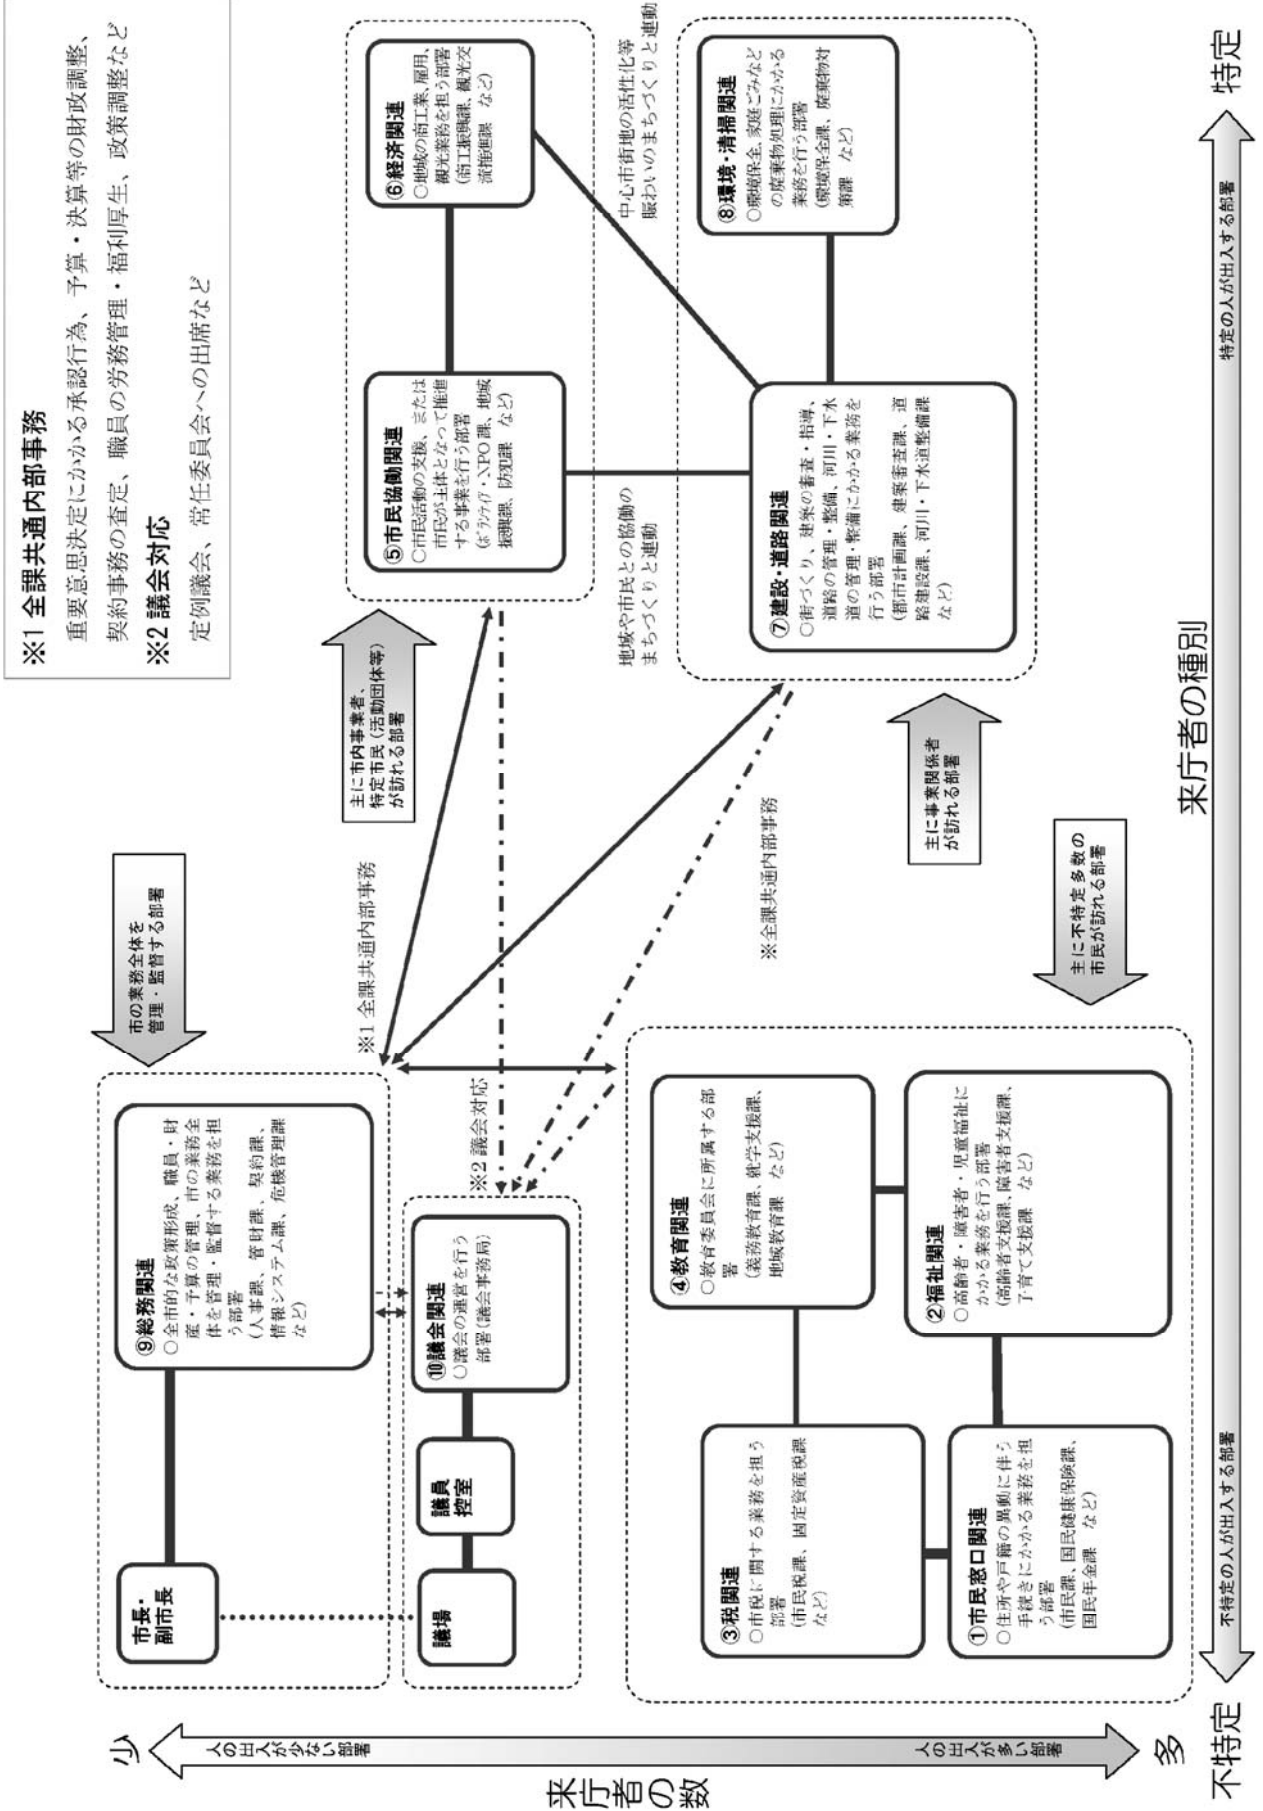 ※1 全課共通内部事務
重要意思決定にかかる承認行為、予算・決算等の財政調整、
契約事務の査定、職員の労務管理・福利厚生、政策調整など
※2 議会対応
定例議会、常任委員会への出席など
少
人の出入が少ない部署
来庁者の数
人の出入が多い部署
多
市の業務全体を
管理・監督する部署
市長・
副市長
⑨総務関連
○全市的な政策形成、職員・財
産・予算の管理、市の業務全
体を管理・監督する業務を担
う部署
(人事課、管財課、契約課、
情報システム課、危機管理課
など)
議場
議員
控室
⑩議会関連
○議会の運営を行う
部署(議会事務局)
※1 全課共通内部事務
※2 議会対応
※全課共通内部事務
主に市内事業者、
特定市民(活動団体等)
が訪れる部署
⑤市民協働関連
○市民活動の支援、または
市民が主体となって推進
する事業を行う部署
(ボランティア・NPO課、地域
振興課、防犯課 など)
⑥経済関連
○地域の商工業、雇用、
観光業務を担う部署
(商工振興課、観光交
流推進課 など)
地域や市民との協働の
まちづくりと連動
中心市街地の活性化等
賑わいのまちづくりと連動
主に事業関係者
が訪れる部署
⑦建設・道路関連
○街づくり、建築の審査・指導、
道路の管理・整備、河川・下水
道の管理・整備にかかる業務を
行う部署
(都市計画課、建築審査課、道
路建設課、河川・下水道整備課
など)
⑧環境・清掃関連
○環境保全、家庭ごみなど
の廃棄物処理にかかる
業務を行う部署
(環境保全課、廃棄物対
策課 など)
主に不特定多数の
市民が訪れる部署
③税関連
○市税に関する業務を担う
部署
(市民税課、固定資産税課
など)
④教育関連
○教育委員会に所属する部
署
(義務教育課、就学支援課、
地域教育課 など)
①市民窓口関連
○住所や戸籍の異動に伴う
手続きにかかる業務を担
う部署
(市民課、国民健康保険課、
国民年金課 など)
②福祉関連
○高齢者・障害者・児童福祉に
かかる業務を行う部署
(高齢者支援課、障害者支援課、
子育て支援課 など)
不特定
不特定の人が出入する部署
来庁者の種別
特定の人が出入する部署
特定